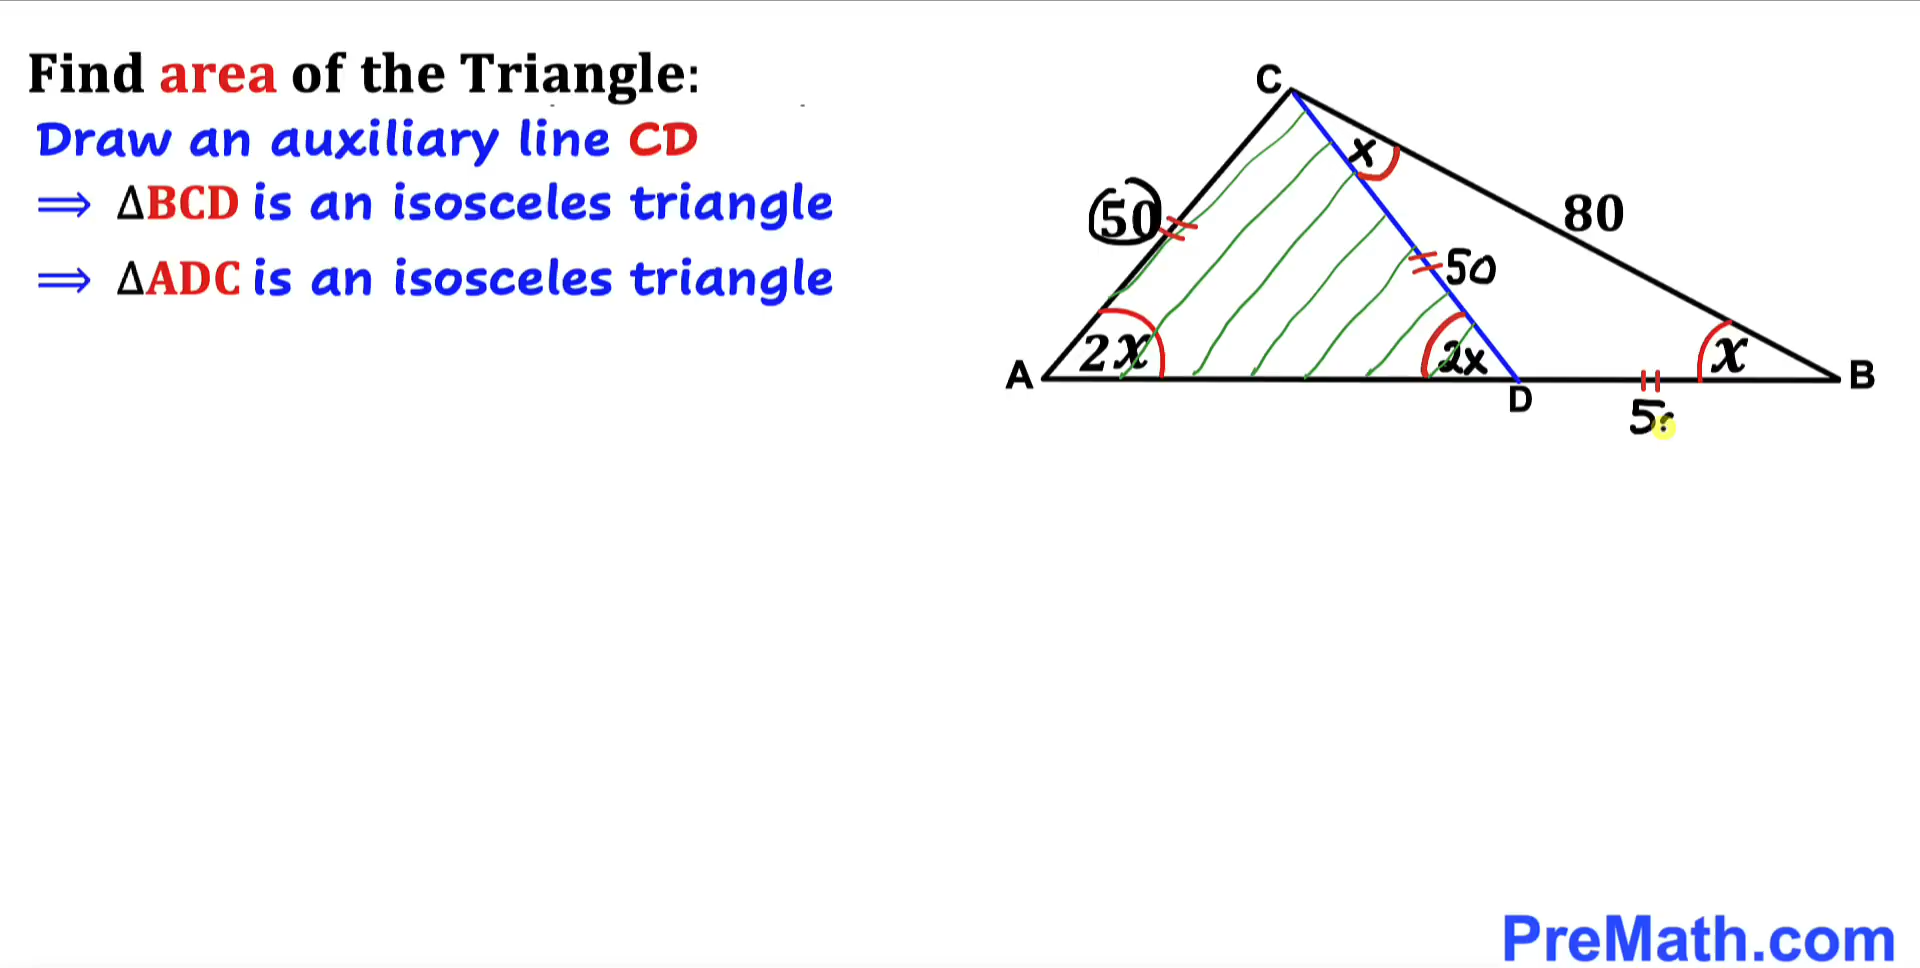 Find area of the Triangle:
Draw an auxiliary line CD
⟹ ΔBCD is an isosceles triangle
⟹ ΔADC is an isosceles triangle
C
x
50
80
50
A
2x
2x
x
B
D
5
PreMath.com